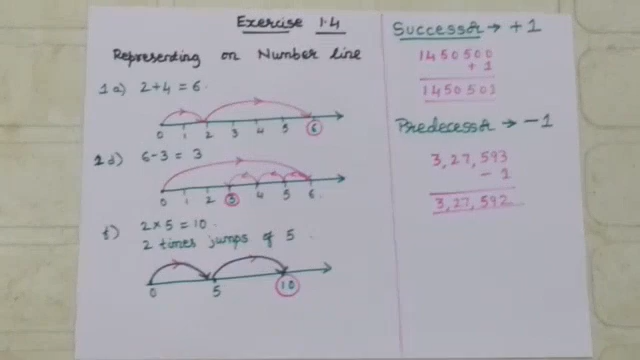 Exercise 1.4
Representing on Number line
1 a) 2+4 = 6
0 1 2 3 4 5 6
1 d) 6-3 = 3
0 1 2 3 4 5 6
f) 2×5 = 10
2 times jumps of 5
0 5 10
Successor → +1
1450500
+ 1
1450501
Predecessor → -1
3,27,593
- 1
3,27,592